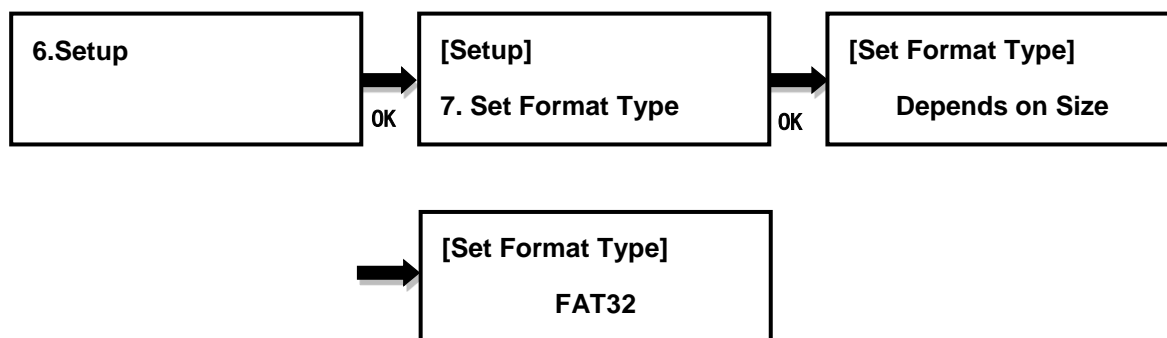 6.Setup
OK
[Setup]
7. Set Format Type
OK
[Set Format Type]
Depends on Size
[Set Format Type]
FAT32